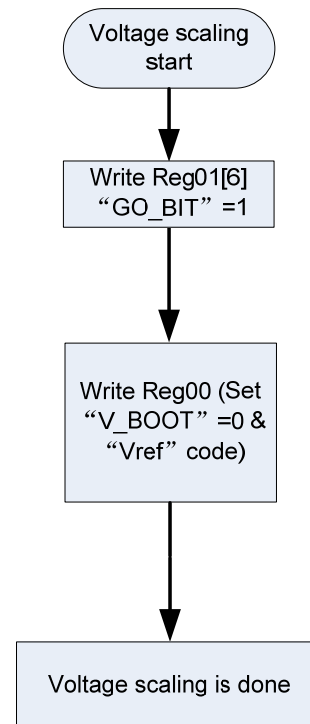 Voltage scaling
start
Write Reg01[6]
“GO_BIT” =1
Write Reg00 (Set
“V_BOOT” =0 &
“Vref” code)
Voltage scaling is done